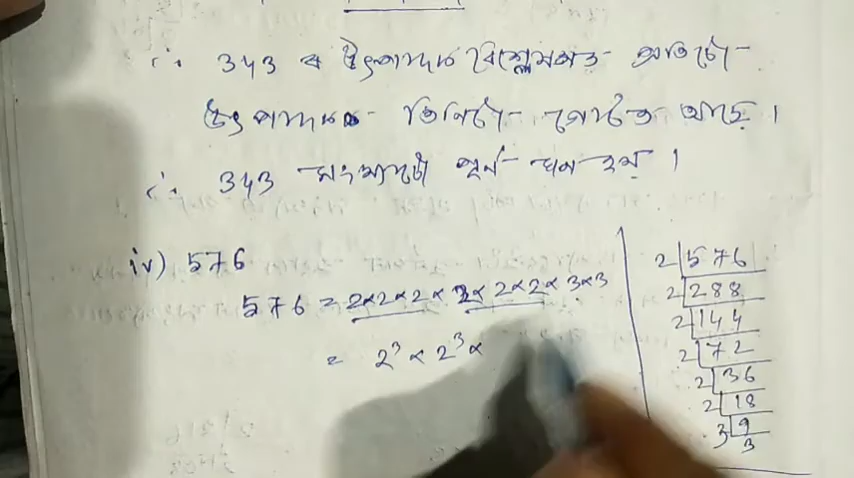 ∴ 343 ৰ উৎপাদন বিশ্লেষণত প্ৰতিটো
উৎপাদক তিনিটা গোটত আছে।
∴ 343 সংখ্যাটো পূৰ্ণ ঘন হয়।
iv) 576
576 = 2×2×2×2×2×2×3×3
= 2³×2³×
2|576
2|288
2|144
2|72
2|36
2|18
3|9
3